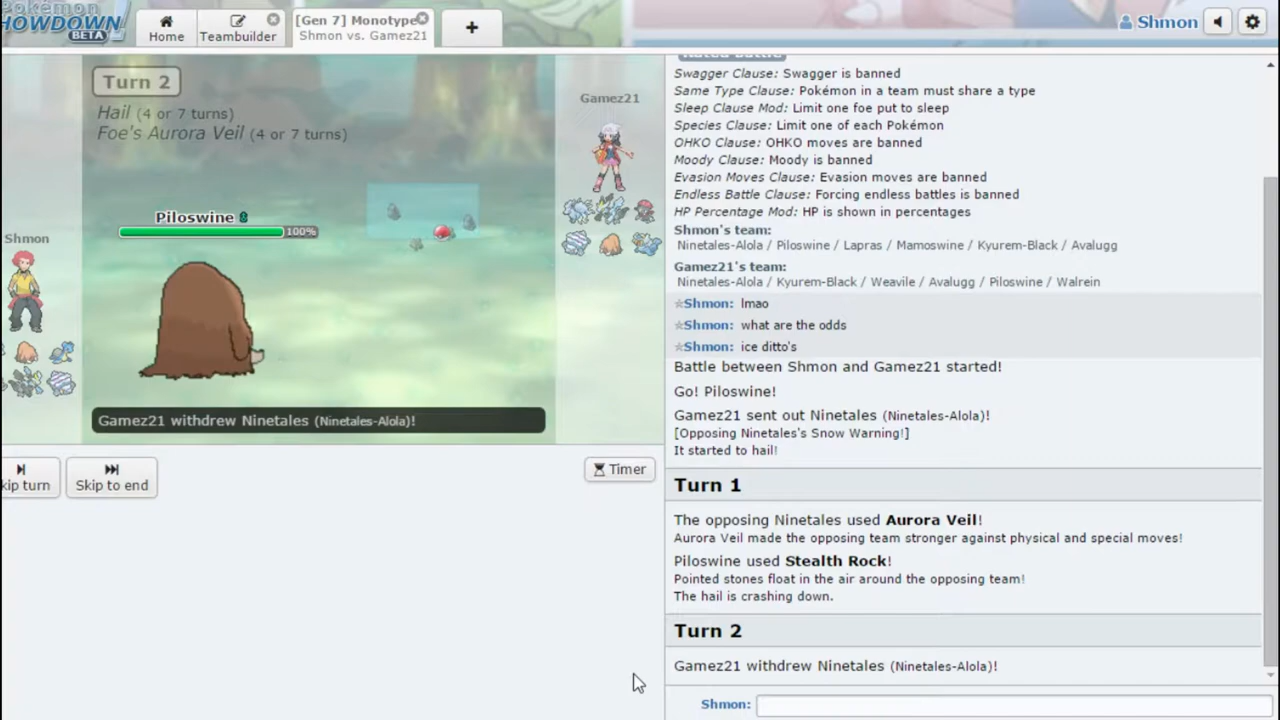 Pokémon
HOWDOWN
BETA
Home
Teambuilder
[Gen 7] Monotype
Shmon vs. Gamez21
+
Shmon
Turn 2
Hail (4 or 7 turns)
Foe's Aurora Veil (4 or 7 turns)
Piloswine
100%
Shmon
Gamez21
Gamez21 withdrew Ninetales (Ninetales-Alola)!
kip turn
Skip to end
Timer
Swagger Clause: Swagger is banned
Same Type Clause: Pokémon in a team must share a type
Sleep Clause Mod: Limit one foe put to sleep
Species Clause: Limit one of each Pokémon
OHKO Clause: OHKO moves are banned
Moody Clause: Moody is banned
Evasion Moves Clause: Evasion moves are banned
Endless Battle Clause: Forcing endless battles is banned
HP Percentage Mod: HP is shown in percentages
Shmon's team:
Ninetales-Alola / Piloswine / Lapras / Mamoswine / Kyurem-Black / Avalugg
Gamez21's team:
Ninetales-Alola / Kyurem-Black / Weavile / Avalugg / Piloswine / Walrein
☆Shmon: lmao
☆Shmon: what are the odds
☆Shmon: ice ditto's
Battle between Shmon and Gamez21 started!
Go! Piloswine!
Gamez21 sent out Ninetales (Ninetales-Alola)!
[Opposing Ninetales's Snow Warning!]
It started to hail!
Turn 1
The opposing Ninetales used Aurora Veil!
Aurora Veil made the opposing team stronger against physical and special moves!
Piloswine used Stealth Rock!
Pointed stones float in the air around the opposing team!
The hail is crashing down.
Turn 2
Gamez21 withdrew Ninetales (Ninetales-Alola)!
Shmon: